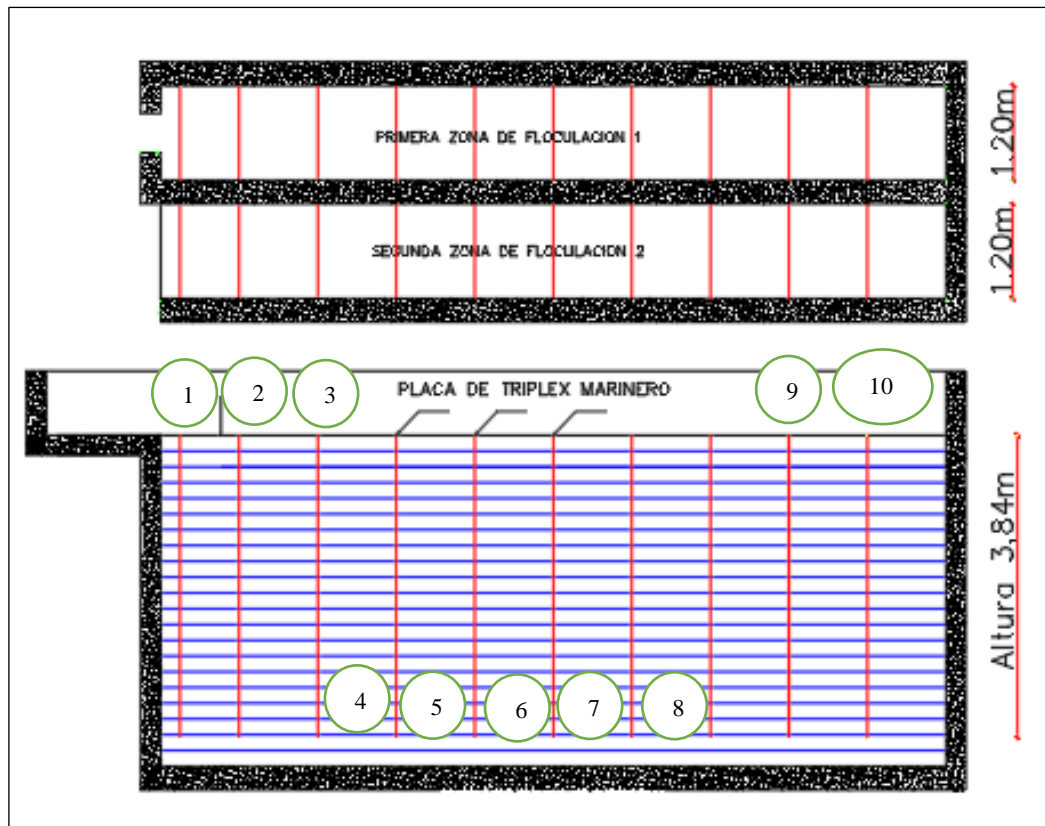 PRIMERA ZONA DE FLOCULACION 1
1.20m
SEGUNDA ZONA DE FLOCULACION 2
1.20m
1
2
3
PLACA DE TRIPLEX MARINERO
9
10
Altura 3,84m
4
5
6
7
8